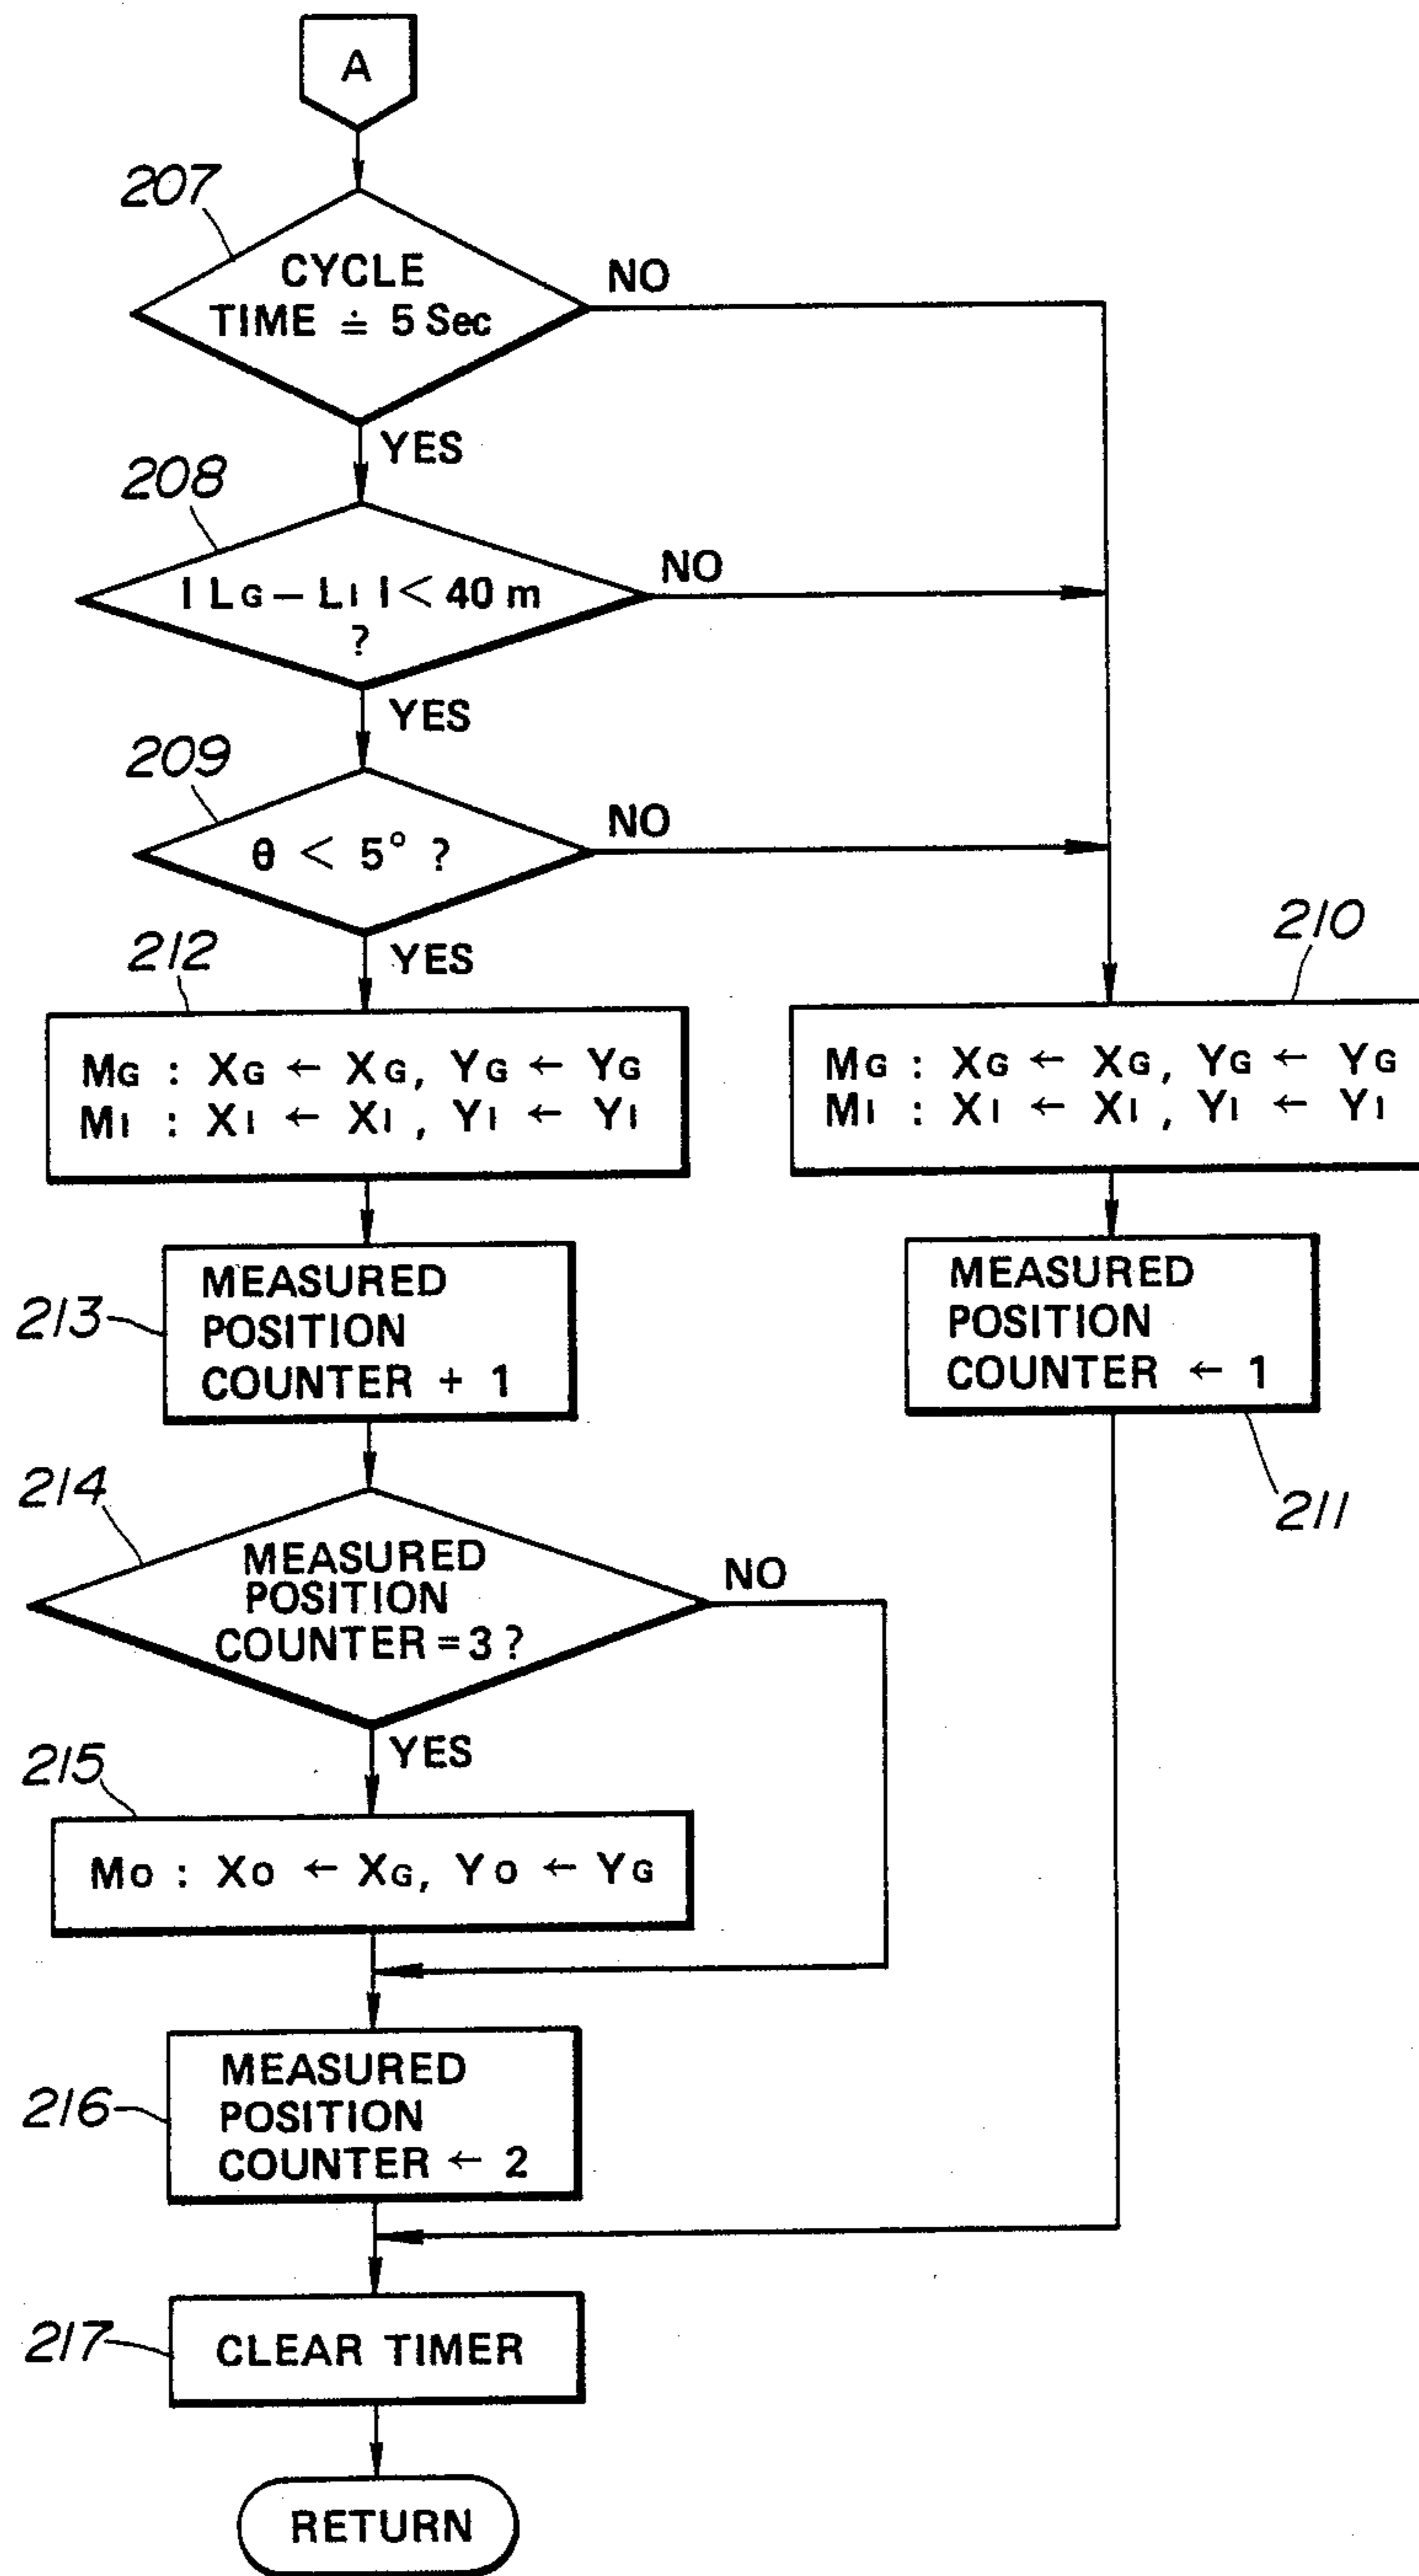 A
207
CYCLE
TIME ≐ 5 Sec
NO
YES
208
| LG – LI | < 40 m
?
NO
YES
209
θ < 5° ?
NO
YES
212
MG : XG ← XG, YG ← YG
MI : XI ← XI , YI ← YI
210
MG : XG ← XG, YG ← YG
MI : XI ← XI , YI ← YI
213
MEASURED
POSITION
COUNTER + 1
MEASURED
POSITION
COUNTER ← 1
211
214
MEASURED
POSITION
COUNTER = 3 ?
NO
YES
215
MO : XO ← XG, YO ← YG
216
MEASURED
POSITION
COUNTER ← 2
217
CLEAR TIMER
RETURN